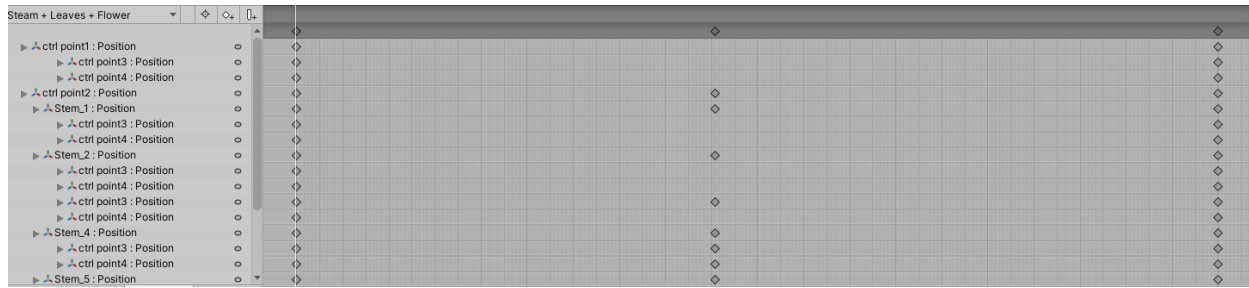 Steam + Leaves + Flower
ctrl point1 : Position
ctrl point3 : Position
ctrl point4 : Position
ctrl point2 : Position
Stem_1 : Position
ctrl point3 : Position
ctrl point4 : Position
Stem_2 : Position
ctrl point3 : Position
ctrl point4 : Position
ctrl point3 : Position
ctrl point4 : Position
Stem_4 : Position
ctrl point3 : Position
ctrl point4 : Position
Stem_5 : Position